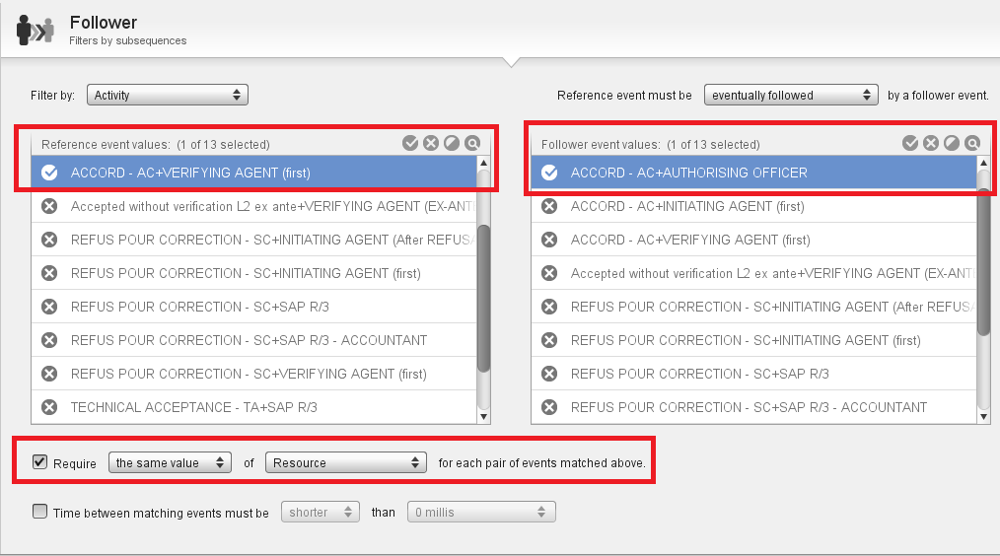 Follower
Filters by subsequences
Filter by: Activity
Reference event must be eventually followed by a follower event.
Reference event values: (1 of 13 selected)
ACCORD - AC+VERIFYING AGENT (first)
Accepted without verification L2 ex ante+VERIFYING AGENT (EX-ANTE
REFUS POUR CORRECTION - SC+INITIATING AGENT (After REFUSA
REFUS POUR CORRECTION - SC+INITIATING AGENT (first)
REFUS POUR CORRECTION - SC+SAP R/3
REFUS POUR CORRECTION - SC+SAP R/3 - ACCOUNTANT
REFUS POUR CORRECTION - SC+VERIFYING AGENT (first)
TECHNICAL ACCEPTANCE - TA+SAP R/3
Follower event values: (1 of 13 selected)
ACCORD - AC+AUTHORISING OFFICER
ACCORD - AC+INITIATING AGENT (first)
ACCORD - AC+VERIFYING AGENT (first)
Accepted without verification L2 ex ante+VERIFYING AGENT (EX-ANTE
REFUS POUR CORRECTION - SC+INITIATING AGENT (After REFUSA
REFUS POUR CORRECTION - SC+INITIATING AGENT (first)
REFUS POUR CORRECTION - SC+SAP R/3
REFUS POUR CORRECTION - SC+SAP R/3 - ACCOUNTANT
Require the same value of Resource for each pair of events matched above.
Time between matching events must be shorter than 0 millis